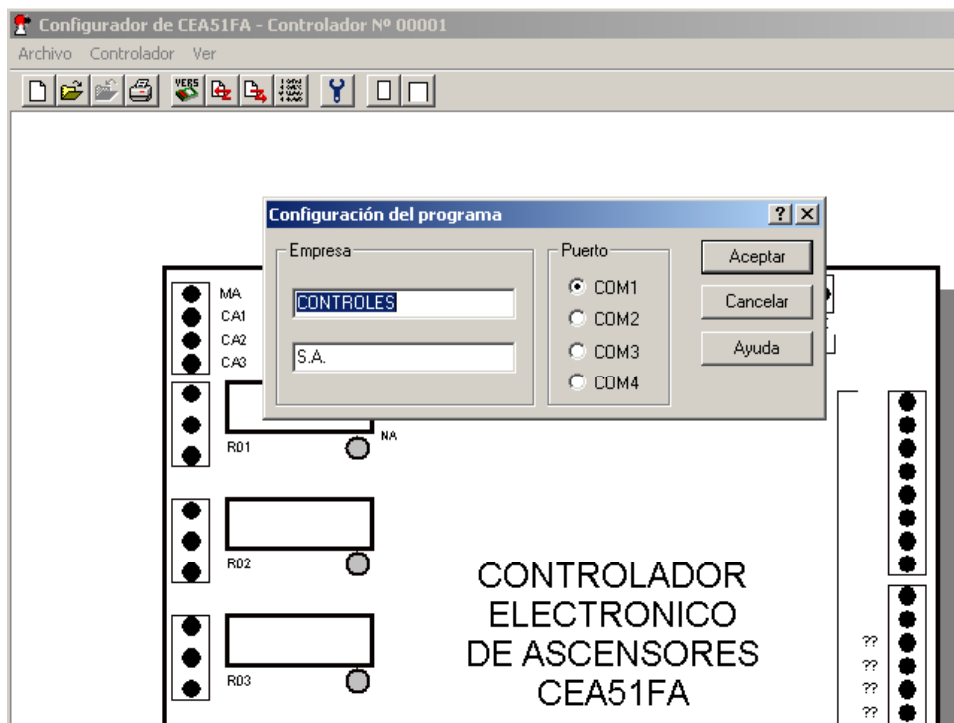 Configurador de CEA51FA - Controlador Nº 00001
Archivo Controlador Ver
VERS
Configuración del programa
Empresa
CONTROLES
S.A.
Puerto
COM1
COM2
COM3
COM4
Aceptar
Cancelar
Ayuda
MA
CA1
CA2
CA3
R01
NA
R02
R03
CONTROLADOR
ELECTRONICO
DE ASCENSORES
CEA51FA
??
??
??
??